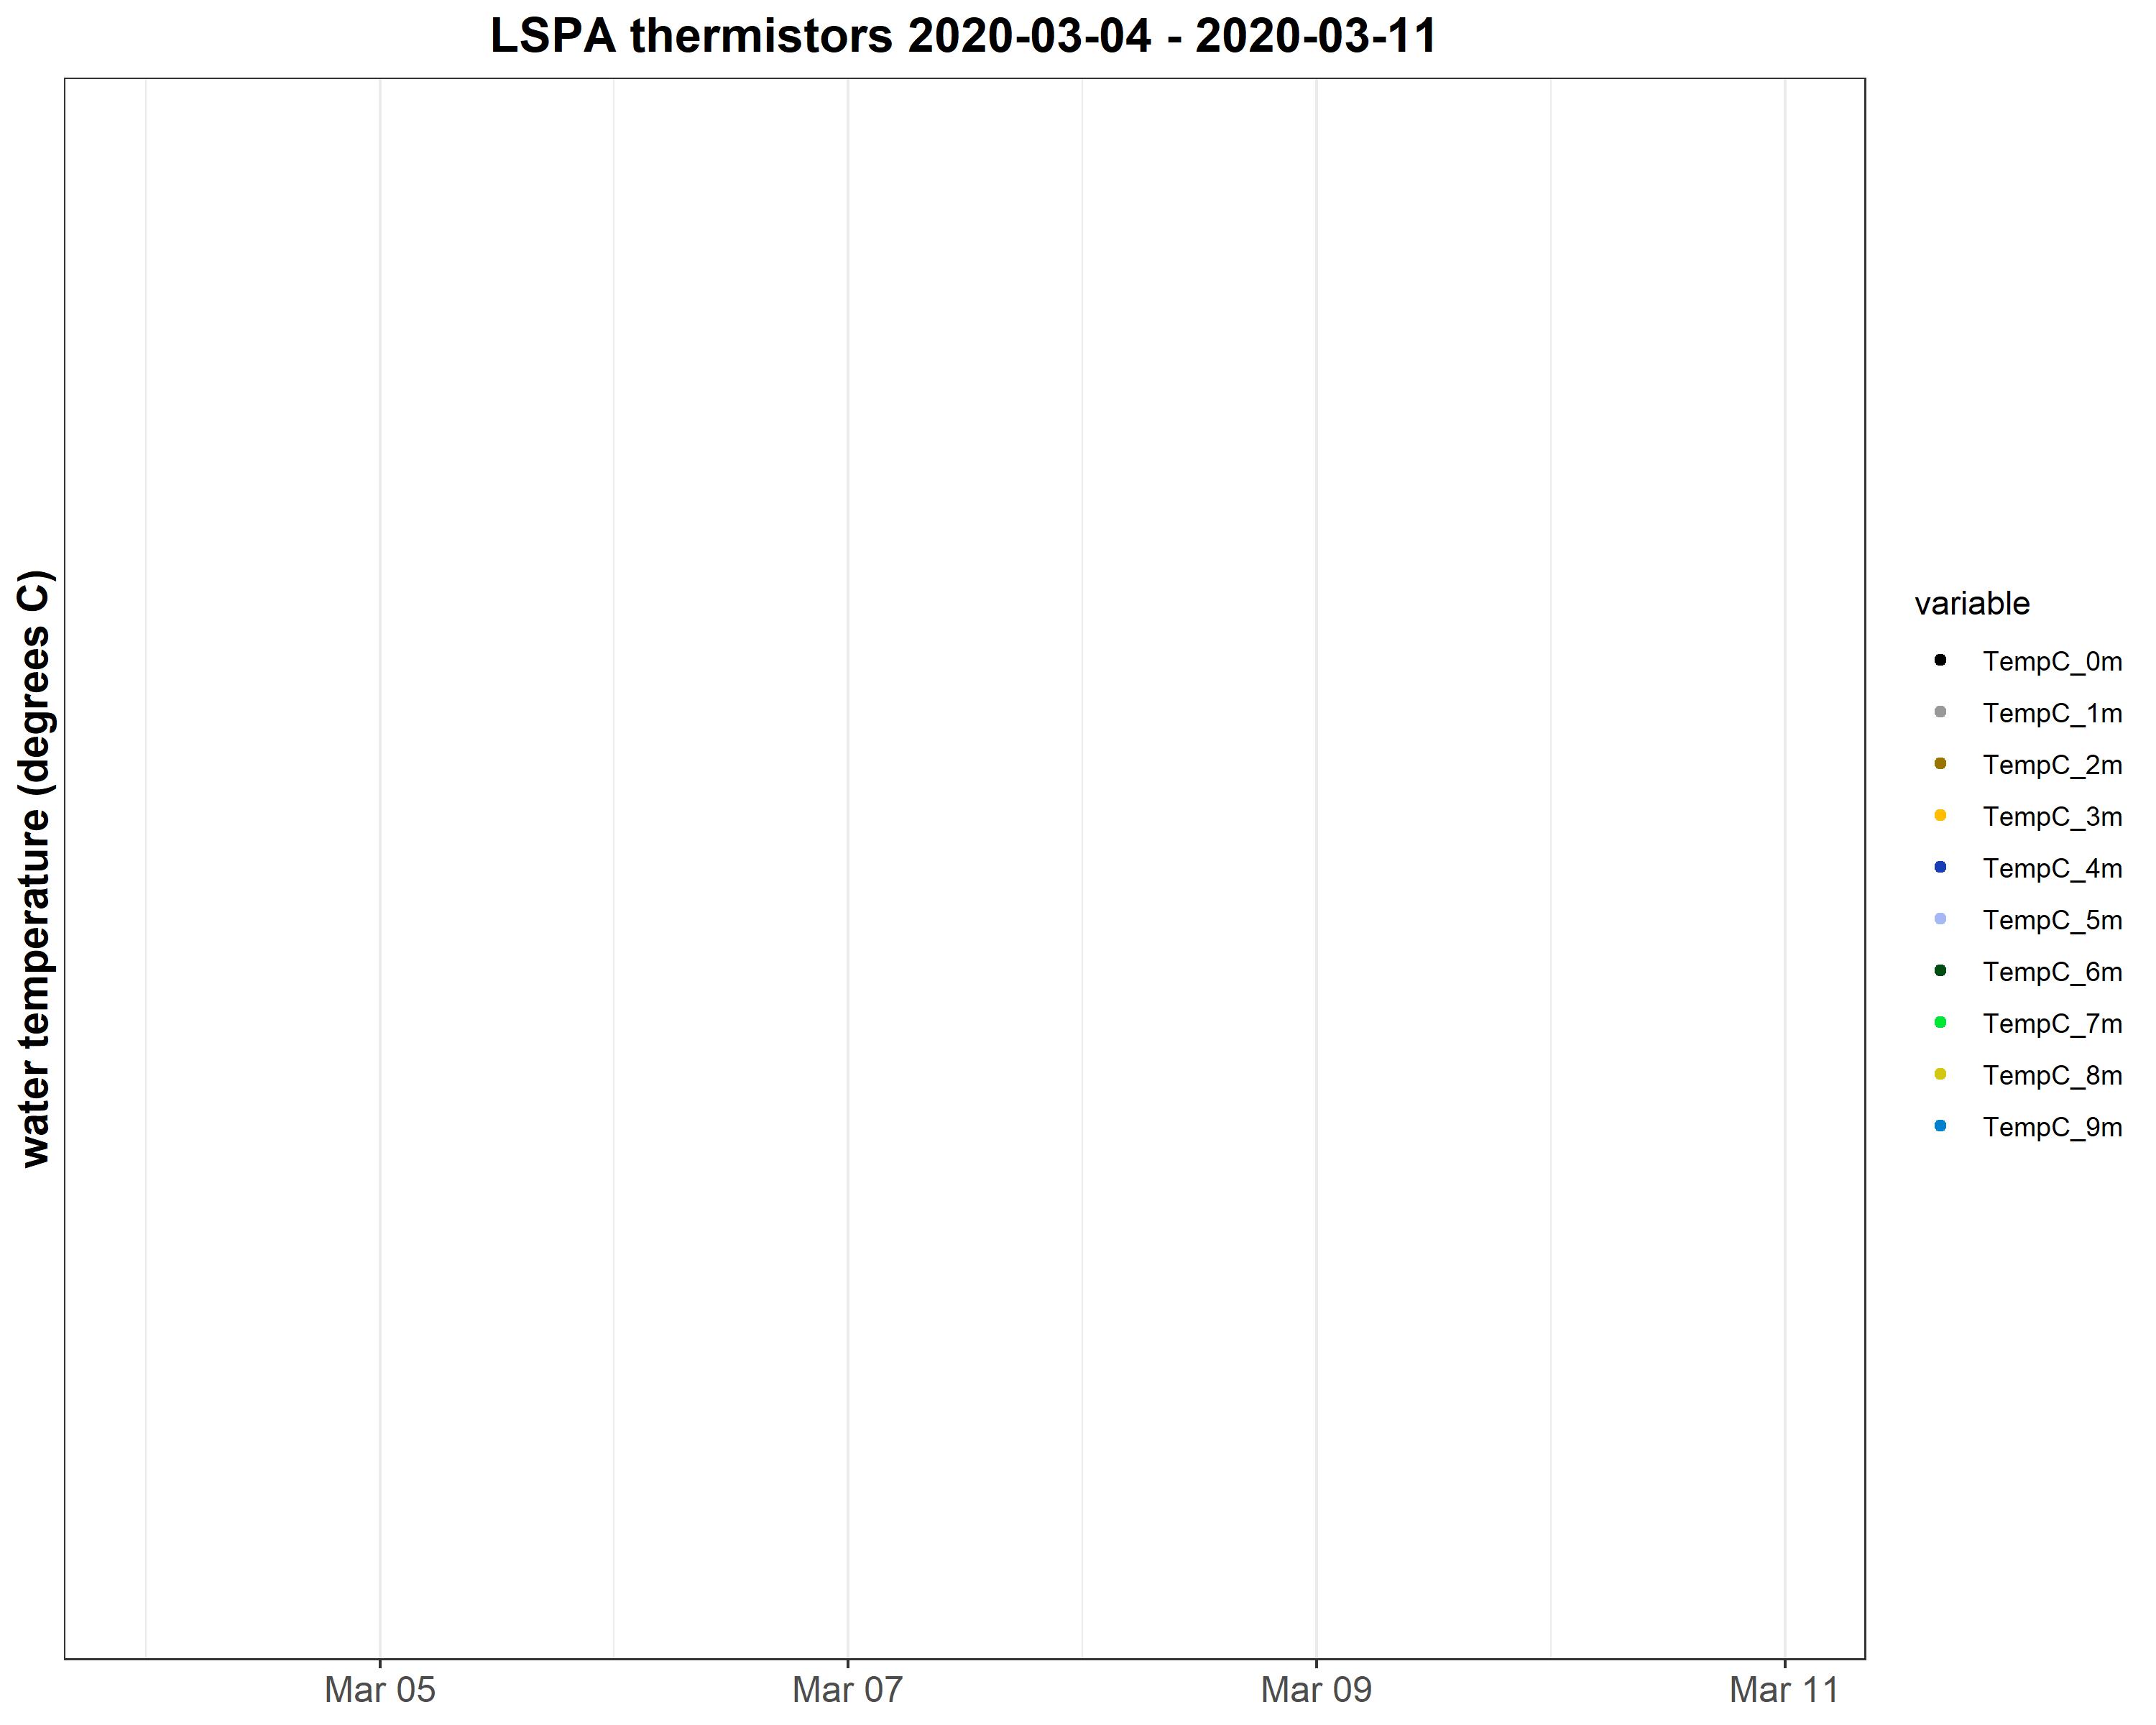 LSPA thermistors 2020-03-04 - 2020-03-11
water temperature (degrees C)
variable
TempC_0m
TempC_1m
TempC_2m
TempC_3m
TempC_4m
TempC_5m
TempC_6m
TempC_7m
TempC_8m
TempC_9m
Mar 05 Mar 07 Mar 09 Mar 11